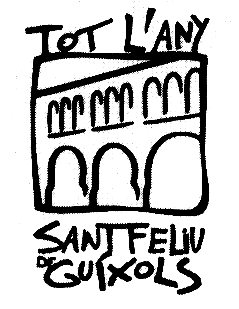 TOT L'ANY
SANT FELIU
DE GUÍXOLS